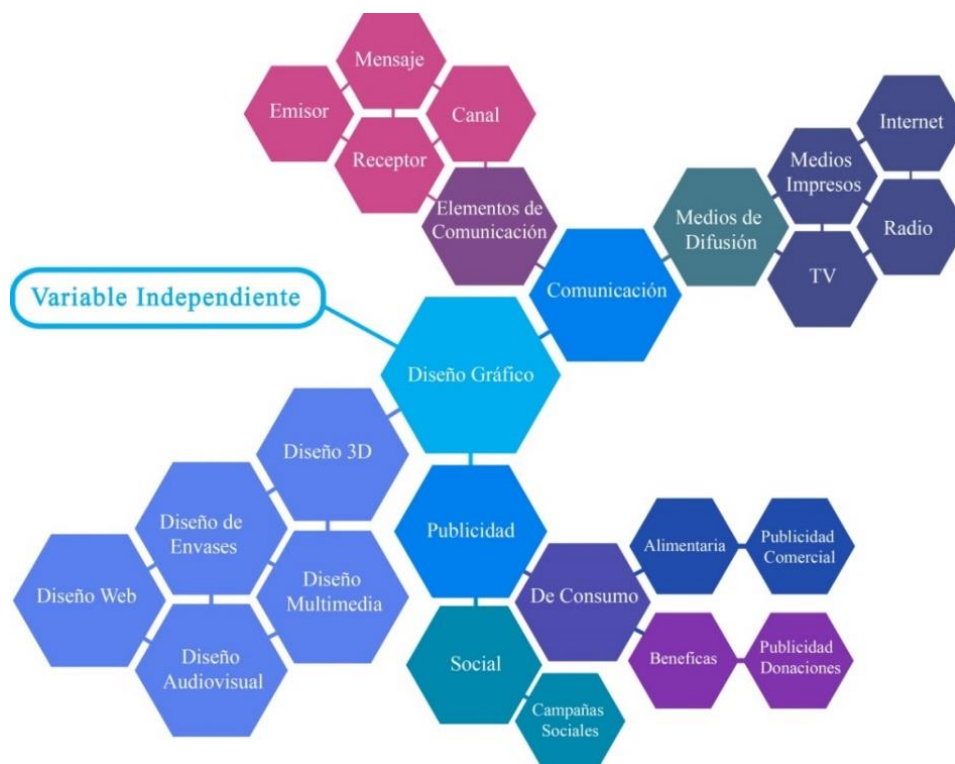 Mensaje
Emisor
Canal
Receptor
Elementos de
Comunicación
Internet
Medios
Impresos
Medios de
Difusión
Radio
TV
Comunicación
Variable Independiente
Diseño Gráfico
Diseño 3D
Diseño de
Envases
Diseño Web
Diseño
Multimedia
Diseño
Audiovisual
Publicidad
De Consumo
Alimentaria
Publicidad
Comercial
Beneficas
Publicidad
Donaciones
Social
Campañas
Sociales